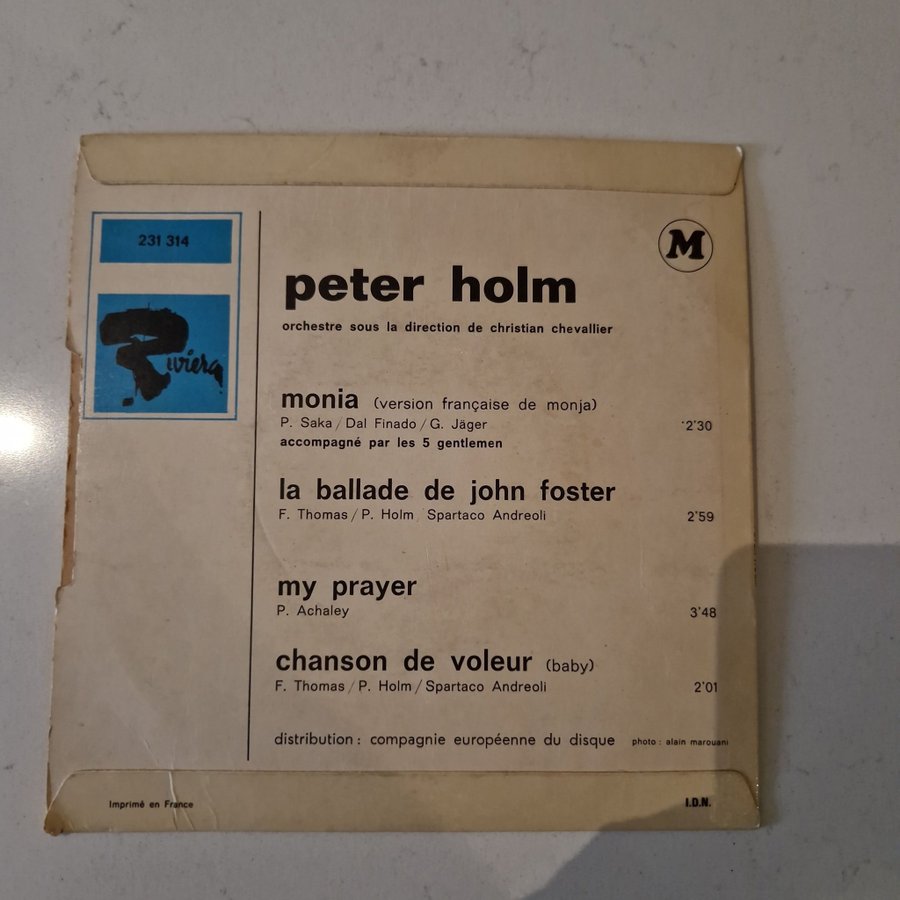 231 314
Riviera
M
peter holm
orchestre sous la direction de christian chevallier
monia (version française de monja)
P. Saka / Dal Finado / G. Jäger 2'30
accompagné par les 5 gentlemen
la ballade de john foster
F. Thomas / P. Holm Spartaco Andreoli 2'59
my prayer
P. Achaley 3'48
chanson de voleur (baby)
F. Thomas / P. Holm / Spartaco Andreoli 2'01
distribution : compagnie européenne du disque photo : alain marouani
Imprimé en France I.D.N.